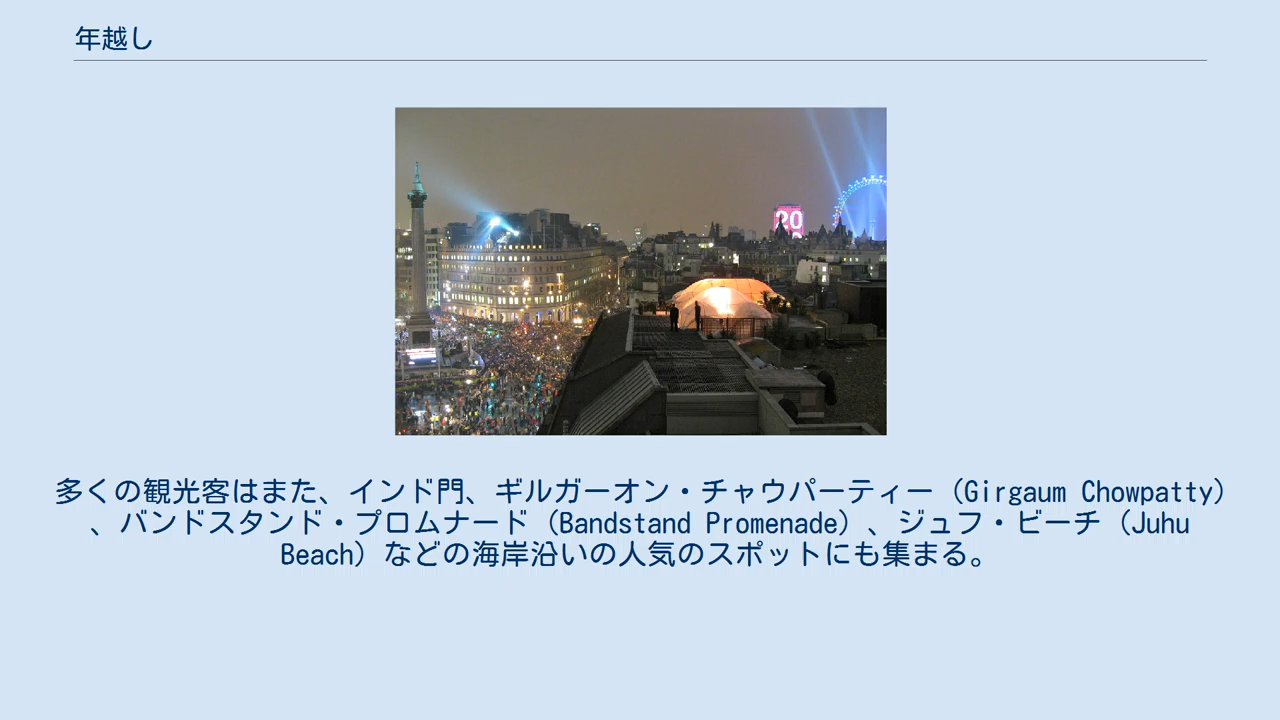 年越し
20
多くの観光客はまた、インド門、ギルガーオン・チャウパーティー（Girgaum Chowpatty）
、バンドスタンド・プロムナード（Bandstand Promenade）、ジュフ・ビーチ（Juhu
Beach）などの海岸沿いの人気のスポットにも集まる。